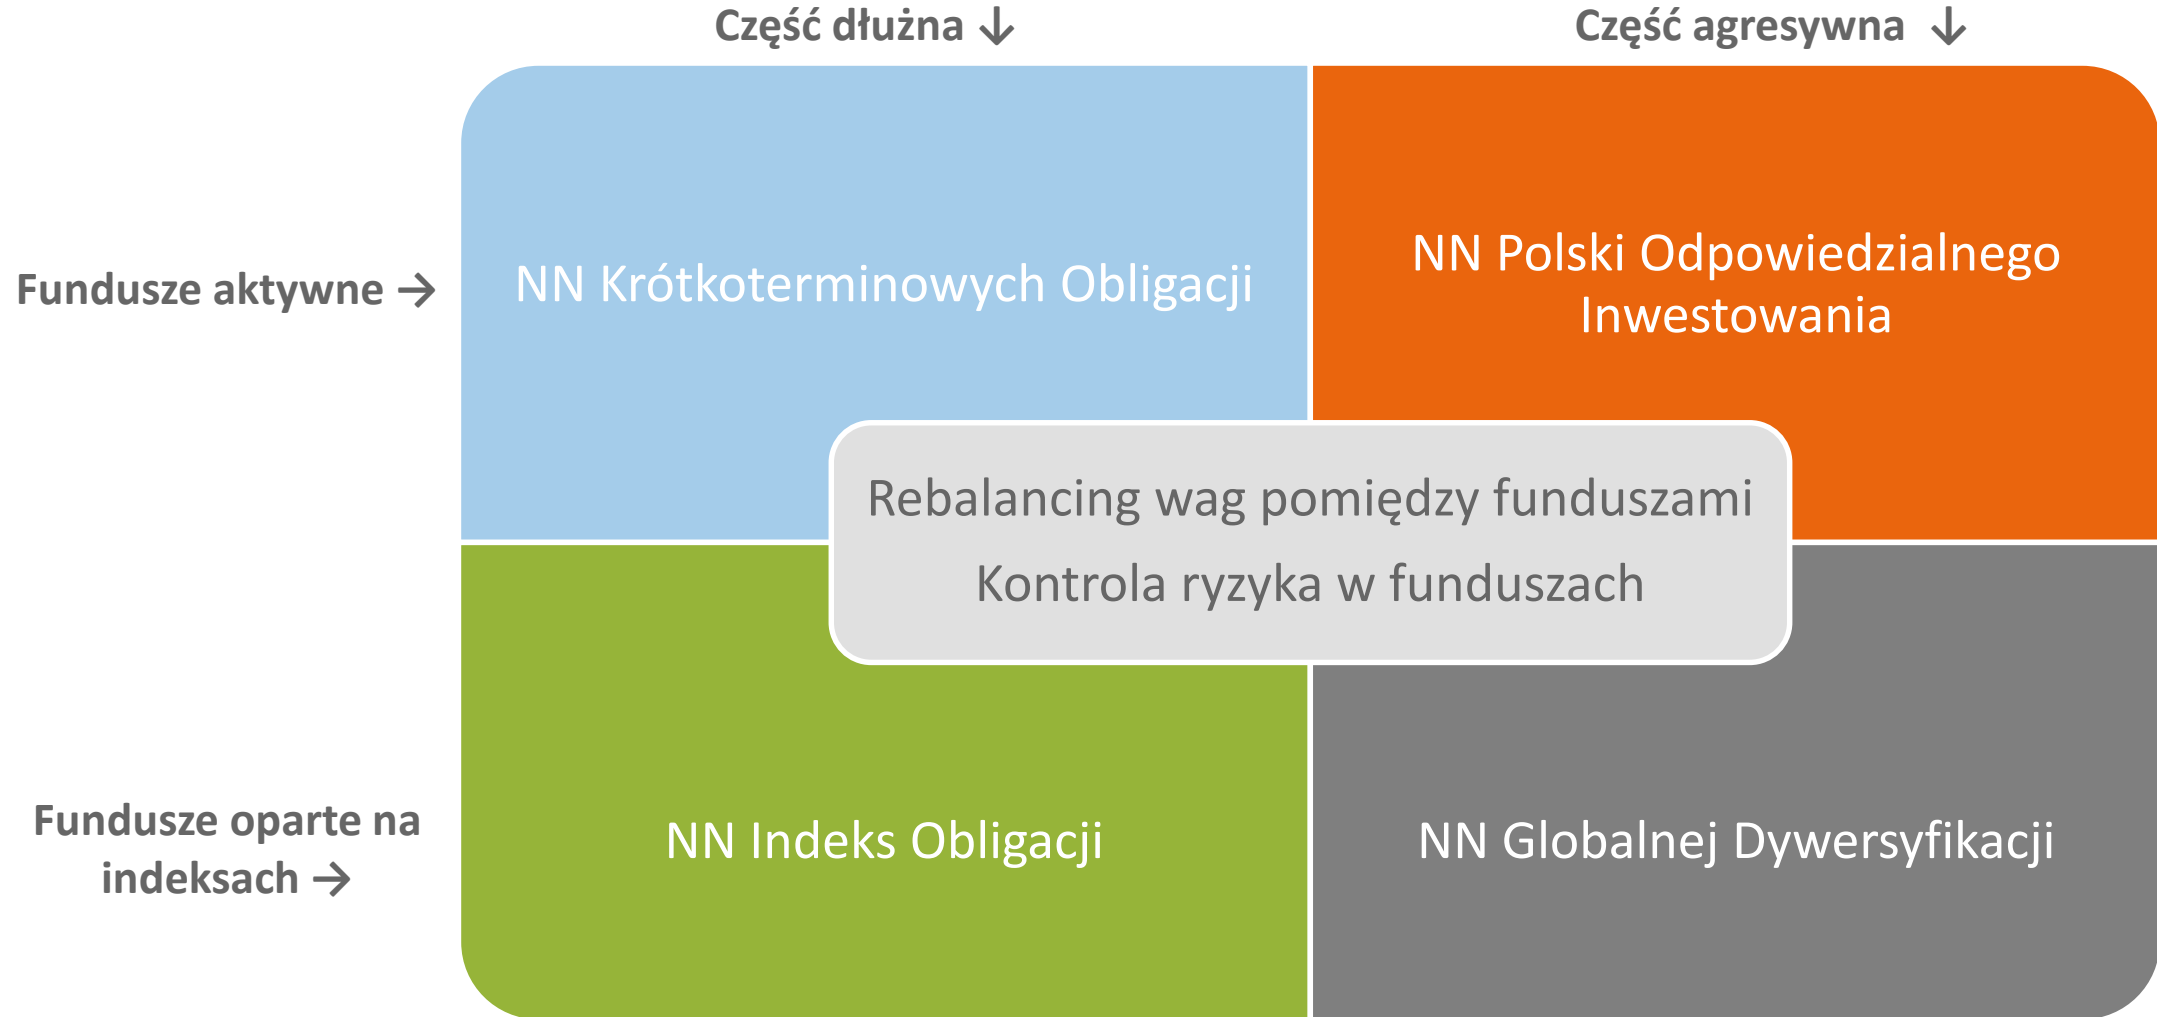 Część dłużna ↓
Część agresywna ↓
Fundusze aktywne →
NN Krótkoterminowych Obligacji
NN Polski Odpowiedzialnego
Inwestowania
Rebalancing wag pomiędzy funduszami
Kontrola ryzyka w funduszach
Fundusze oparte na
indeksach →
NN Indeks Obligacji
NN Globalnej Dywersyfikacji